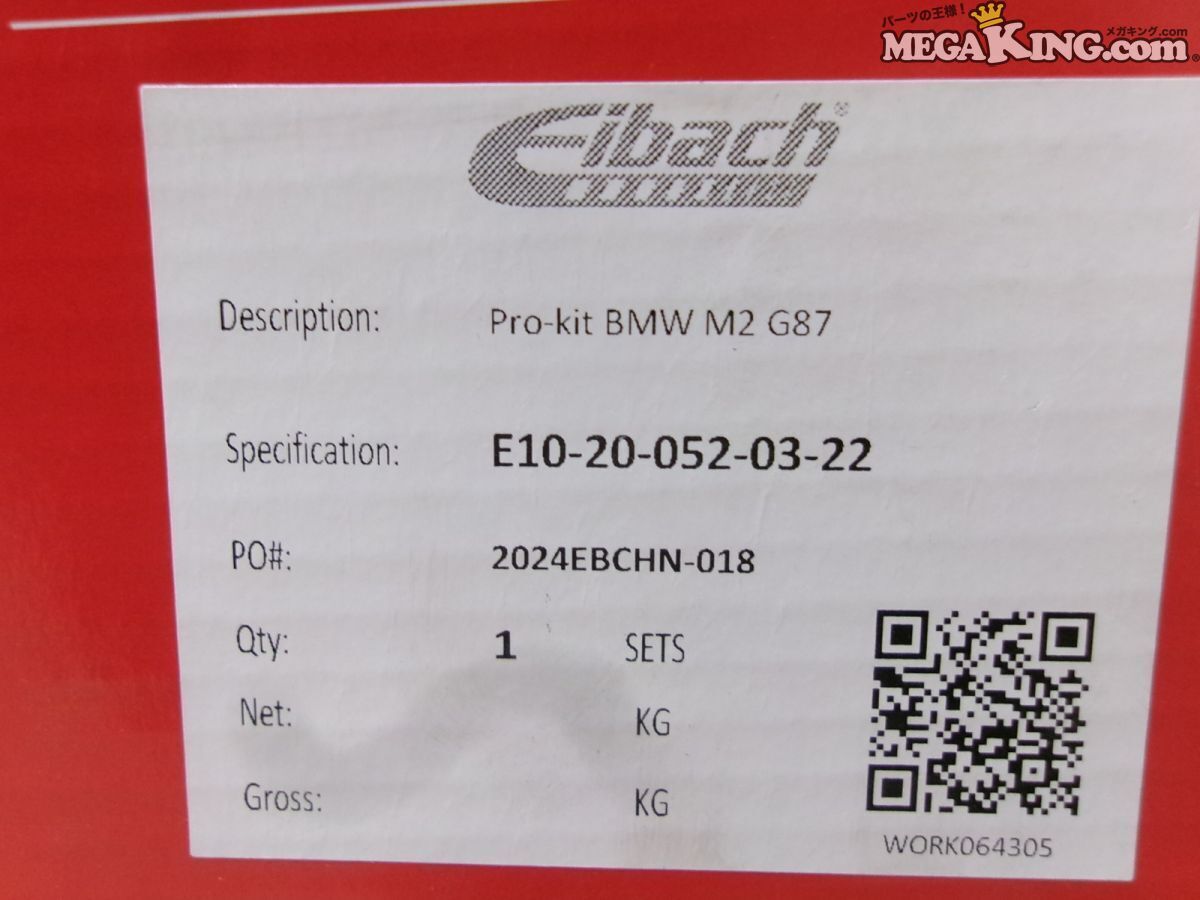 パーツの王様！
メガキング.com
MEGAKING.com®
Eibach®
Description: Pro-kit BMW M2 G87
Specification: E10-20-052-03-22
PO#: 2024EBCHN-018
Qty: 1 SETS
Net: KG
Gross: KG
WORK064305